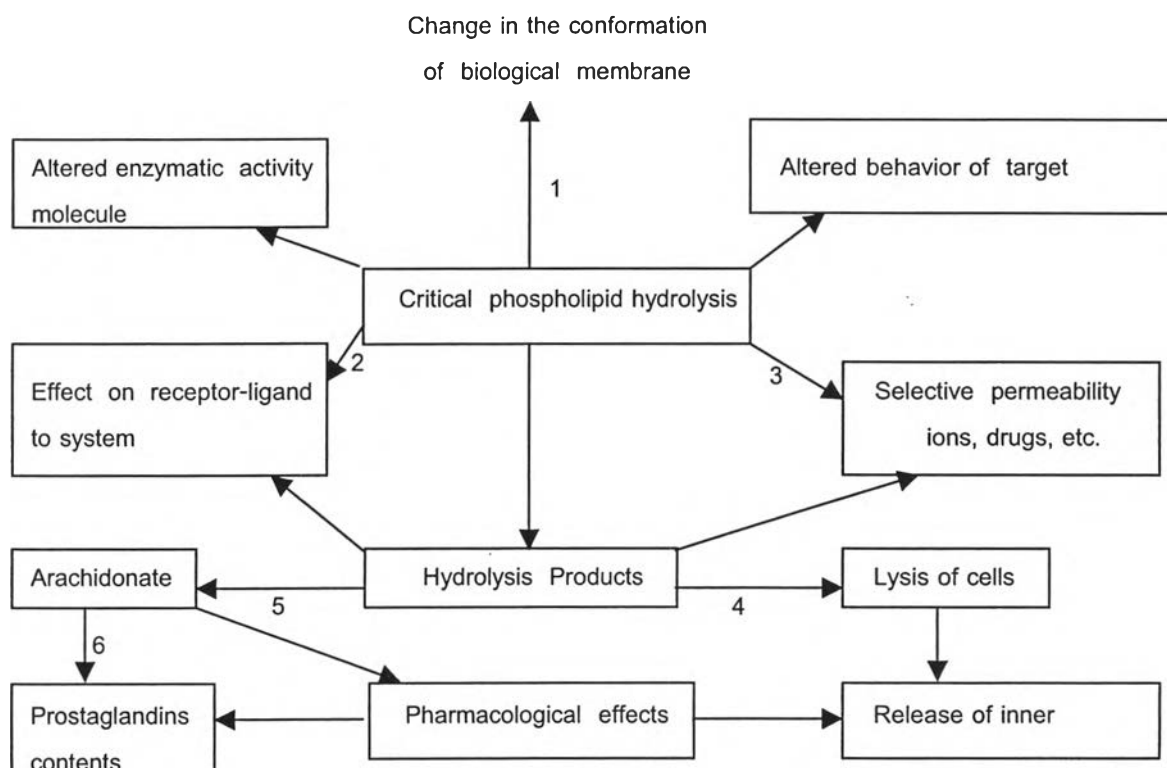 Change in the conformation
of biological membrane
Altered enzymatic activity
molecule
Altered behavior of target
1
Critical phospholipid hydrolysis
2
3
Effect on receptor-ligand
to system
Selective permeability
ions, drugs, etc.
Arachidonate
Hydrolysis Products
Lysis of cells
5
4
6
Prostaglandins
contents
Pharmacological effects
Release of inner